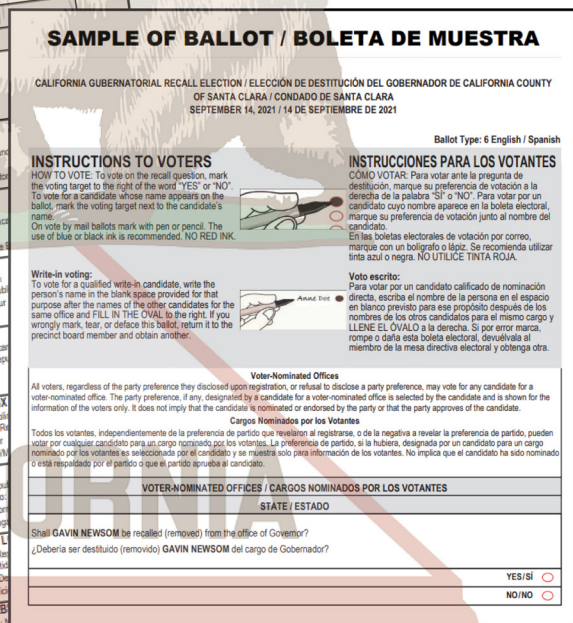 SAMPLE OF BALLOT / BOLETA DE MUESTRA
CALIFORNIA GUBERNATORIAL RECALL ELECTION / ELECCIÓN DE DESTITUCIÓN DEL GOBERNADOR DE CALIFORNIA COUNTY
OF SANTA CLARA / CONDADO DE SANTA CLARA
SEPTEMBER 14, 2021 / 14 DE SEPTIEMBRE DE 2021
Ballot Type: 6 English / Spanish
INSTRUCTIONS TO VOTERS
HOW TO VOTE: To vote on the recall question, mark
the voting target to the right of the word "YES" or "NO".
To vote for a candidate whose name appears on the
ballot, mark the voting target next to the candidate's
name.
On vote by mail ballots mark with pen or pencil. The
use of blue or black ink is recommended. NO RED INK.
Write-in voting:
To vote for a qualified write-in candidate, write the
person's name in the blank space provided for that
purpose after the names of the other candidates for the
same office and FILL IN THE OVAL to the right. If you
wrongly mark, tear, or deface this ballot, return it to the
precinct board member and obtain another.
Anne Dot
INSTRUCCIONES PARA LOS VOTANTES
CÓMO VOTAR: Para votar ante la pregunta de
destitución, marque su preferencia de votación a la
derecha de la palabra "SÍ" o "NO". Para votar por un
candidato cuyo nombre aparece en la boleta electoral,
marque su preferencia de votación junto al nombre del
candidato.
En las boletas electorales de votación por correo,
marque con un bolígrafo o lápiz. Se recomienda utilizar
tinta azul o negra. NO UTILICE TINTA ROJA.
Voto escrito:
Para votar por un candidato calificado de nominación
directa, escriba el nombre de la persona en el espacio
en blanco previsto para ese propósito después de los
nombres de los otros candidatos para el mismo cargo y
LLENE EL ÓVALO a la derecha. Si por error marca,
rompe o daña esta boleta electoral, devuélvala al
miembro de la mesa directiva electoral y obtenga otra.
Voter-Nominated Offices
All voters, regardless of the party preference they disclosed upon registration, or refusal to disclose a party preference, may vote for any candidate for a
voter-nominated office. The party preference, if any, designated by a candidate for a voter-nominated office is selected by the candidate and is shown for the
information of the voters only. It does not imply that the candidate is nominated or endorsed by the party or that the party approves of the candidate.
Cargos Nominados por los Votantes
Todos los votantes, independientemente de la preferencia de partido que revelaron al registrarse, o de la negativa a revelar la preferencia de partido, pueden
votar por cualquier candidato para un cargo nominado por los votantes. La preferencia de partido, si la hubiera, designada por un candidato para un cargo
nominado por los votantes es seleccionada por el candidato y se muestra solo para información de los votantes. No implica que el candidato ha sido nominado
o está respaldado por el partido o que el partido aprueba al candidato.
VOTER-NOMINATED OFFICES / CARGOS NOMINADOS POR LOS VOTANTES
STATE / ESTADO
Shall GAVIN NEWSOM be recalled (removed) from the office of Governor?
¿Debería ser destituido (removido) GAVIN NEWSOM del cargo de Gobernador?
YES/SÍ
NO/NO
ORNIA